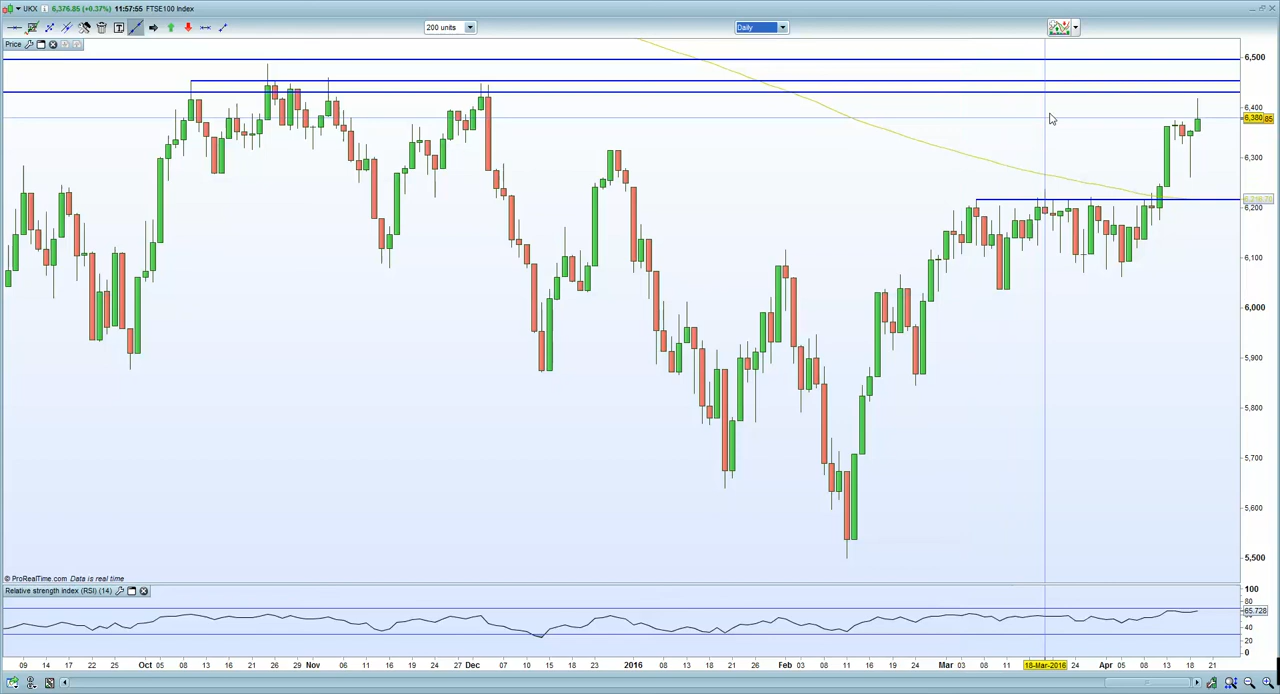 UKX 6,376.85 (+0.37%) 11:57:55 FTSE100 Index
200 units
Daily
Price
6,500
6,400
6,380 85
6,300
6,200
6,100
6,000
5,900
5,800
5,700
5,600
5,500
© ProRealTime.com Data is real time
Relative strength index (RSI) (14)
100
80
65.728
40
20
0
09 14 17 22 25 Oct 06 08 13 16 21 26 29 Nov 06 11 16 19 24 27 Dec 07 10 15 18 23 2016 08 13 18 21 26 Feb 03 08 11 16 19 24 Mar 03 08 11 18-Mar-2016 24 Apr 05 08 13 18 21